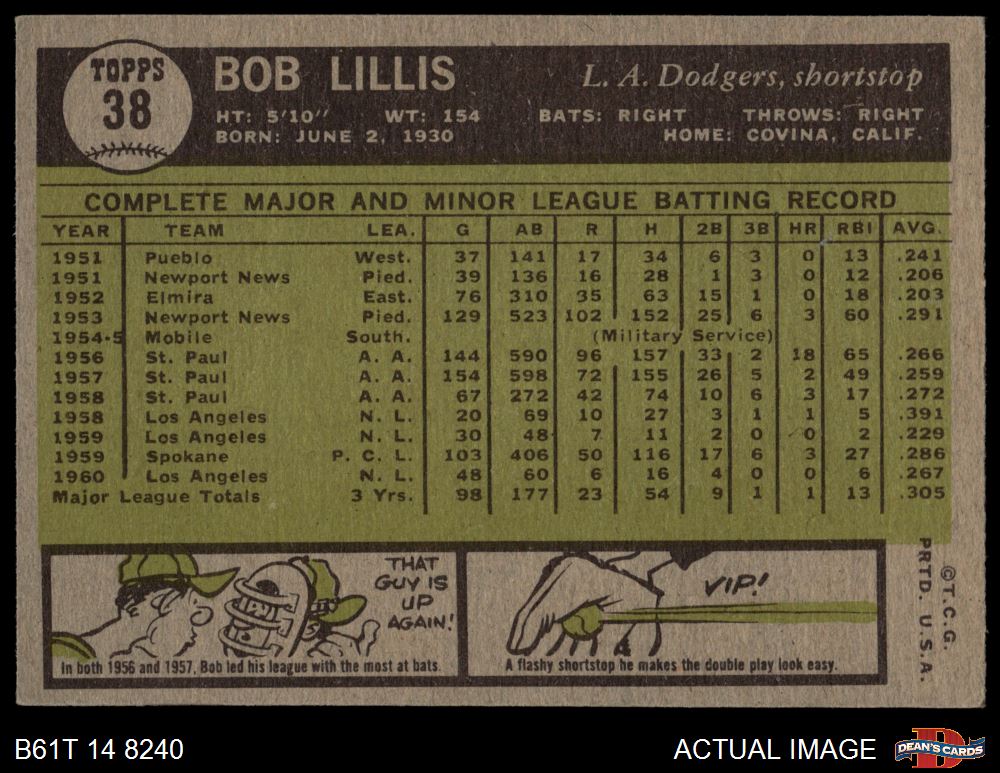 TOPPS
38
BOB LILLIS
L. A. Dodgers, shortstop
HT: 5'10" WT: 154 BATS: RIGHT THROWS: RIGHT
BORN: JUNE 2, 1930 HOME: COVINA, CALIF.
COMPLETE MAJOR AND MINOR LEAGUE BATTING RECORD
YEAR TEAM LEA. G AB R H 2B 3B HR RBI AVG.
1951 Pueblo West. 37 141 17 34 6 3 0 13 .241
1951 Newport News Pied. 39 136 16 28 1 3 0 12 .206
1952 Elmira East. 76 310 35 63 15 1 0 18 .203
1953 Newport News Pied. 129 523 102 152 25 6 3 60 .291
1954-5 Mobile South. (Military Service)
1956 St. Paul A. A. 144 590 96 157 33 2 18 65 .266
1957 St. Paul A. A. 154 598 72 155 26 5 2 49 .259
1958 St. Paul A. A. 67 272 42 74 10 6 3 17 .272
1958 Los Angeles N. L. 20 69 10 27 3 1 1 5 .391
1959 Los Angeles N. L. 30 48 7 11 2 0 0 2 .229
1959 Spokane P. C. L. 103 406 50 116 17 6 3 27 .286
1960 Los Angeles N. L. 48 60 6 16 4 0 0 6 .267
Major League Totals 3 Yrs. 98 177 23 54 9 1 1 13 .305
THAT
GUY IS
UP
AGAIN!
In both 1956 and 1957, Bob led his league with the most at bats.
VIP!
A flashy shortstop he makes the double play look easy.
©T.C.G.
PRTD. U.S.A.
B61T 14 8240
ACTUAL IMAGE
D
DEAN'S CARDS